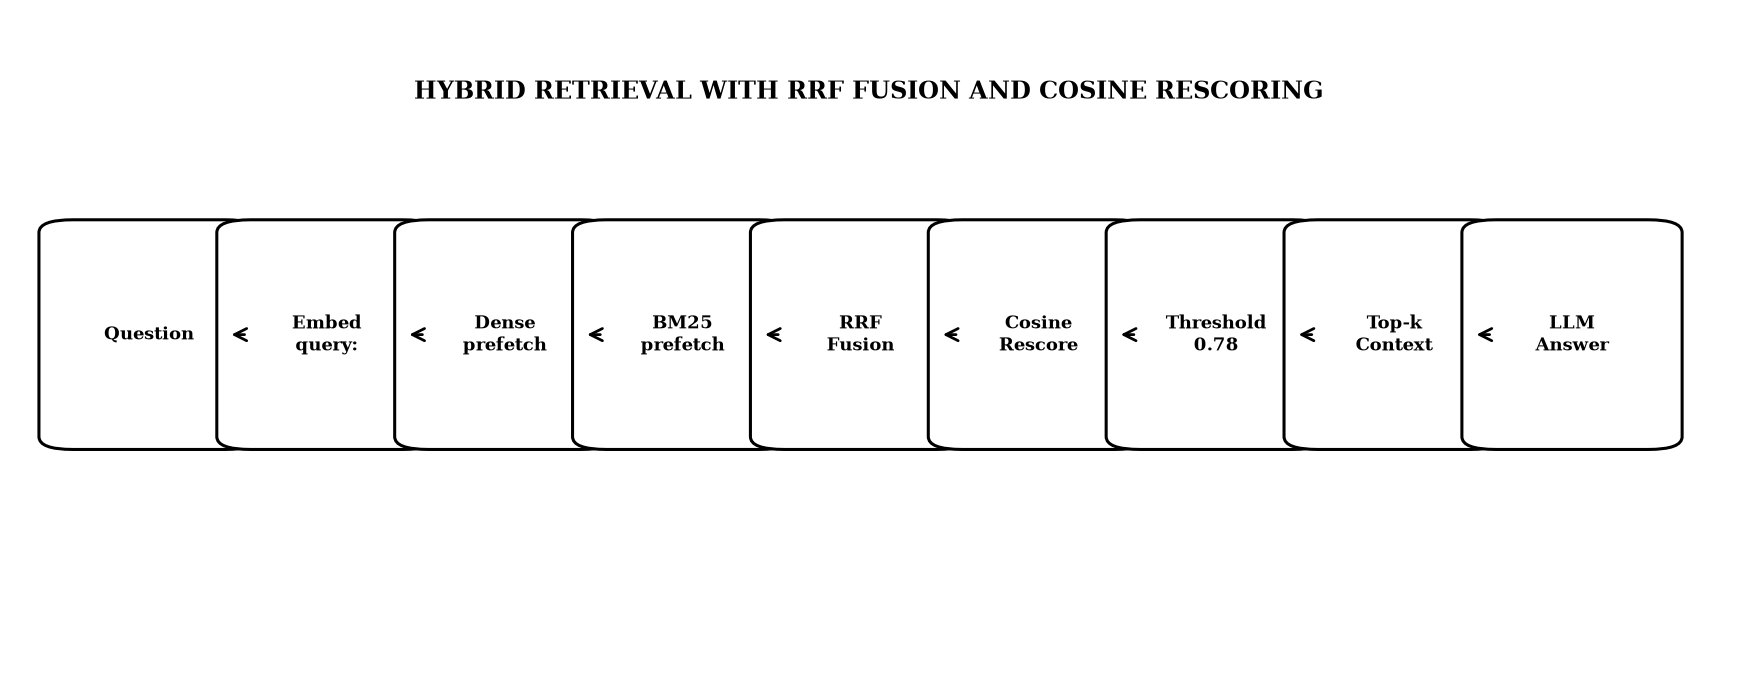 HYBRID RETRIEVAL WITH RRF FUSION AND COSINE RESCORING
Question
Embed
query:
Dense
prefetch
BM25
prefetch
RRF
Fusion
Cosine
Rescore
Threshold
0.78
Top-k
Context
LLM
Answer